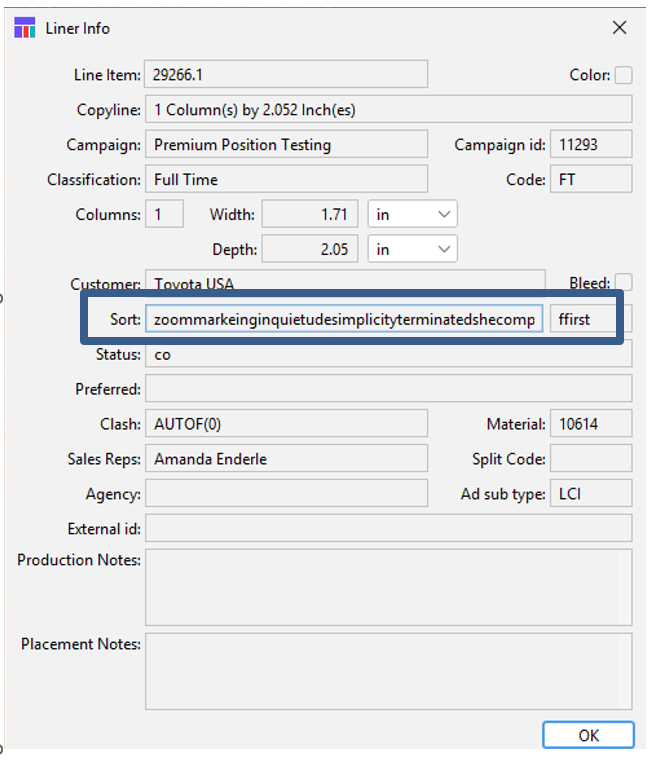 Liner Info
Line Item: 29266.1 Color:
Copyline: 1 Column(s) by 2.052 Inch(es)
Campaign: Premium Position Testing Campaign id: 11293
Classification: Full Time Code: FT
Columns: 1 Width: 1.71 in
Depth: 2.05 in
Customer: Toyota USA Bleed:
Sort: zoommarkeinginquietudesimplicityterminatedshecomp ffirst
Status: co
Preferred:
Clash: AUTOF(0) Material: 10614
Sales Reps: Amanda Enderle Split Code:
Agency: Ad sub type: LCI
External id:
Production Notes:
Placement Notes:
OK